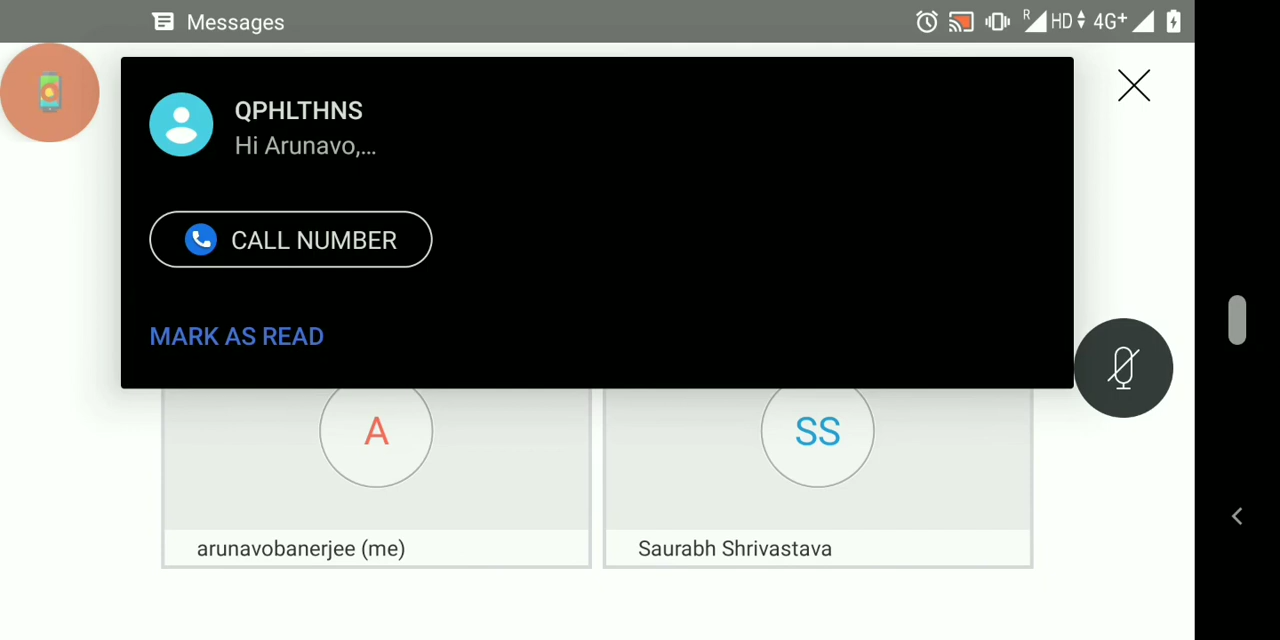 Messages
R HD 4G+
QPHLTHNS
Hi Arunavo,...
CALL NUMBER
MARK AS READ
A
SS
arunavobanerjee (me)
Saurabh Shrivastava